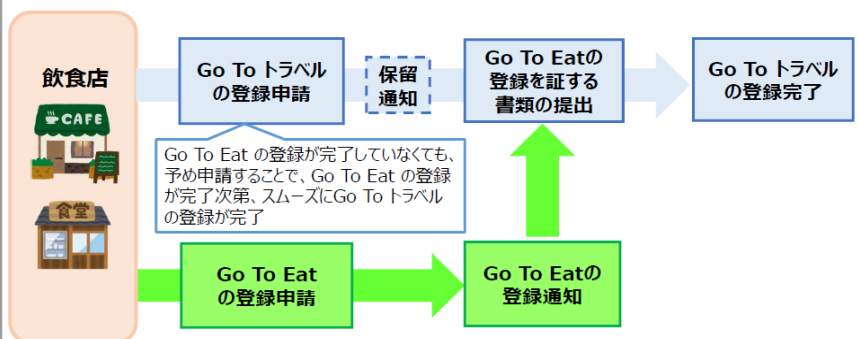 飲食店
CAFE
食堂
Go To トラベル
の登録申請
保留
通知
Go To Eatの
登録を証する
書類の提出
Go To トラベル
の登録完了
Go To Eat の登録が完了していなくても、
予め申請することで、Go To Eat の登録
が完了次第、スムーズにGo To トラベル
の登録が完了
Go To Eat
の登録申請
Go To Eatの
登録通知